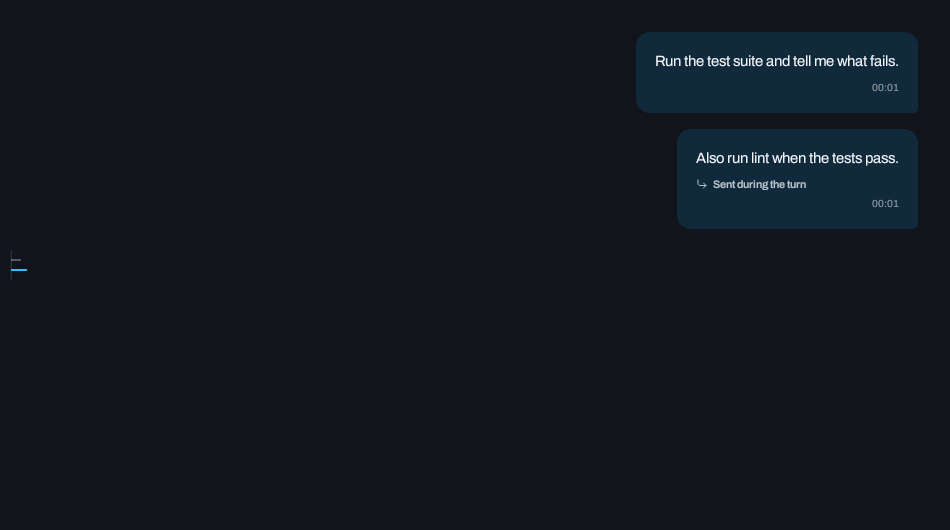 Run the test suite and tell me what fails.
00:01
Also run lint when the tests pass.
Sent during the turn
00:01